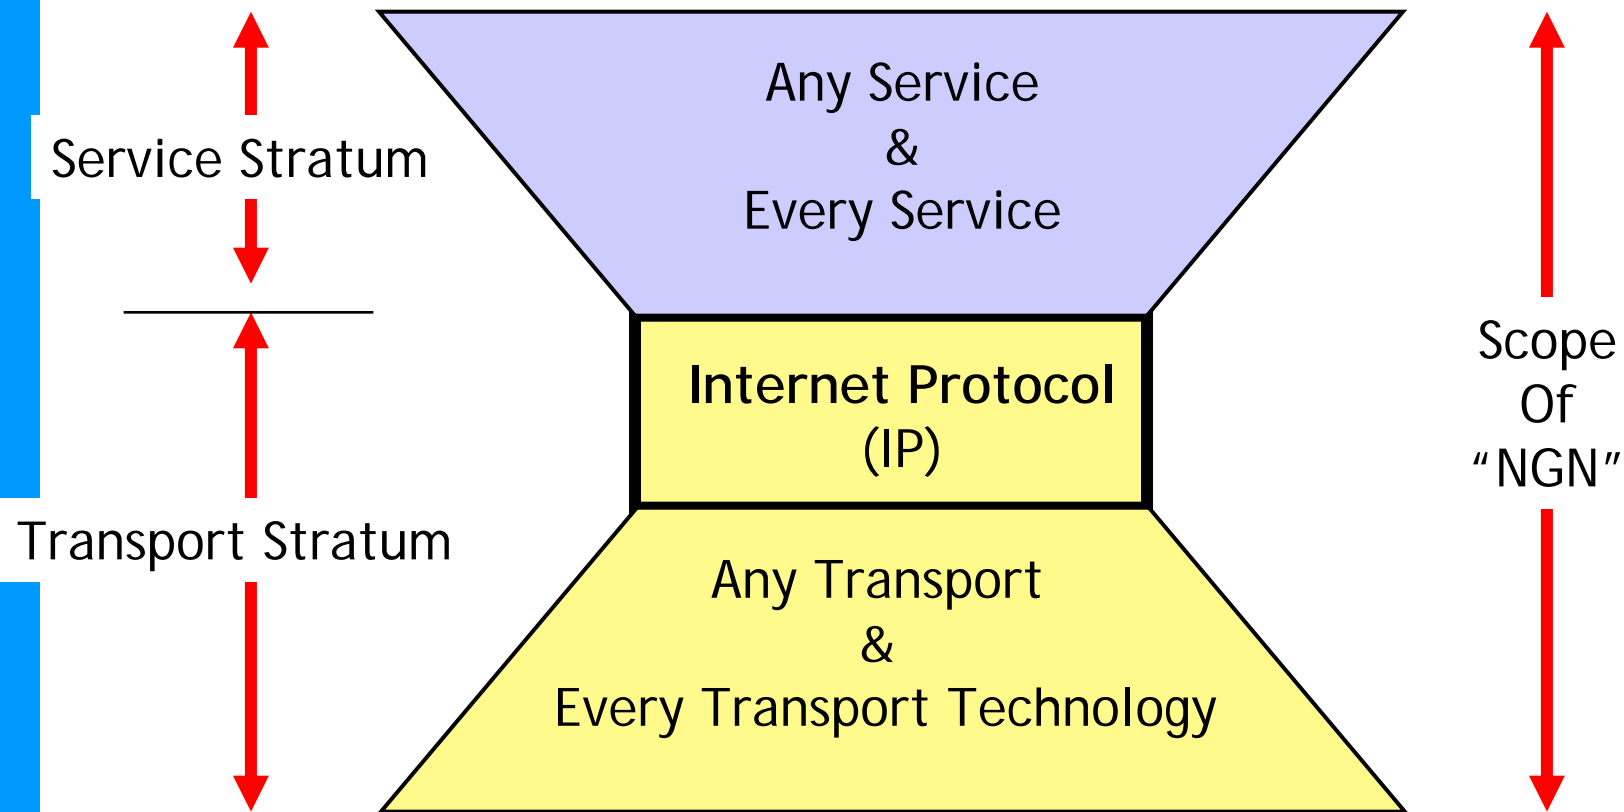 Service Stratum
Transport Stratum
Any Service
&
Every Service
Internet Protocol
(IP)
Any Transport
&
Every Transport Technology
Scope
Of
“NGN”